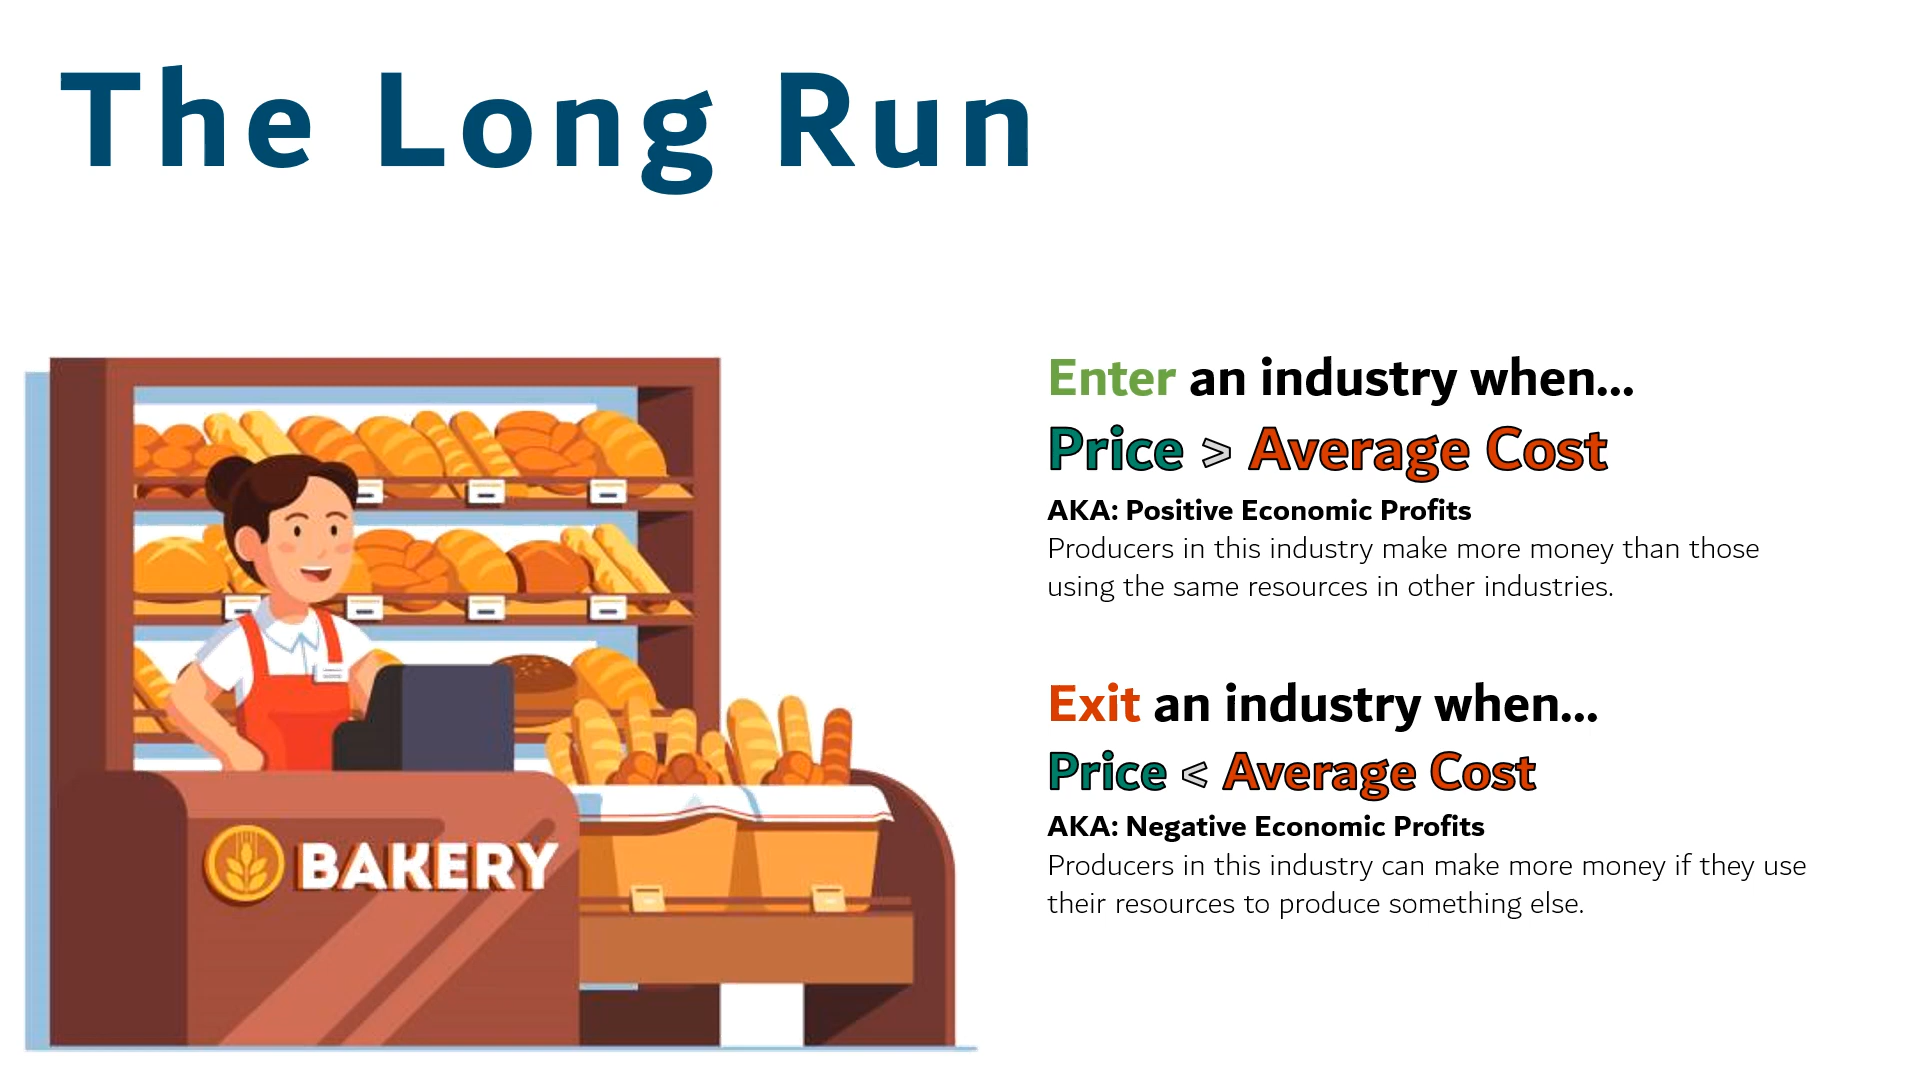 The Long Run
Enter an industry when...
Price > Average Cost
AKA: Positive Economic Profits
Producers in this industry make more money than those
using the same resources in other industries.
Exit an industry when...
Price < Average Cost
AKA: Negative Economic Profits
Producers in this industry can make more money if they use
their resources to produce something else.
BAKERY